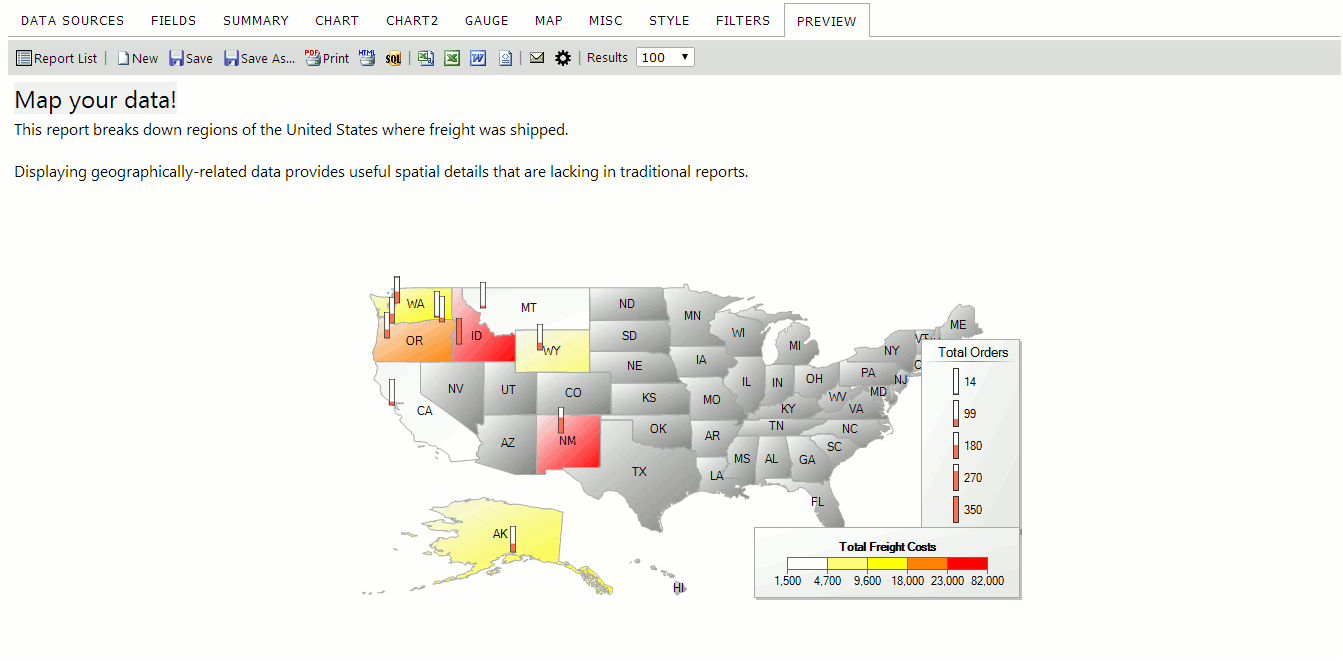 DATA SOURCES FIELDS SUMMARY CHART CHART2 GAUGE MAP MISC STYLE FILTERS PREVIEW
Report List New Save Save As... PDF Print HTML SQL Results 100
Map your data!
This report breaks down regions of the United States where freight was shipped.
Displaying geographically-related data provides useful spatial details that are lacking in traditional reports.
WA MT ND MN ME
OR ID WY SD WI MI NY VT
NE IA PA NJ
NV UT CO KS IL IN OH WV MD
CA MO KY VA
AZ NM OK AR TN NC
TX LA MS AL GA SC
FL
AK
HI
Total Orders
14
99
180
270
350
Total Freight Costs
1,500 4,700 9,600 18,000 23,000 82,000